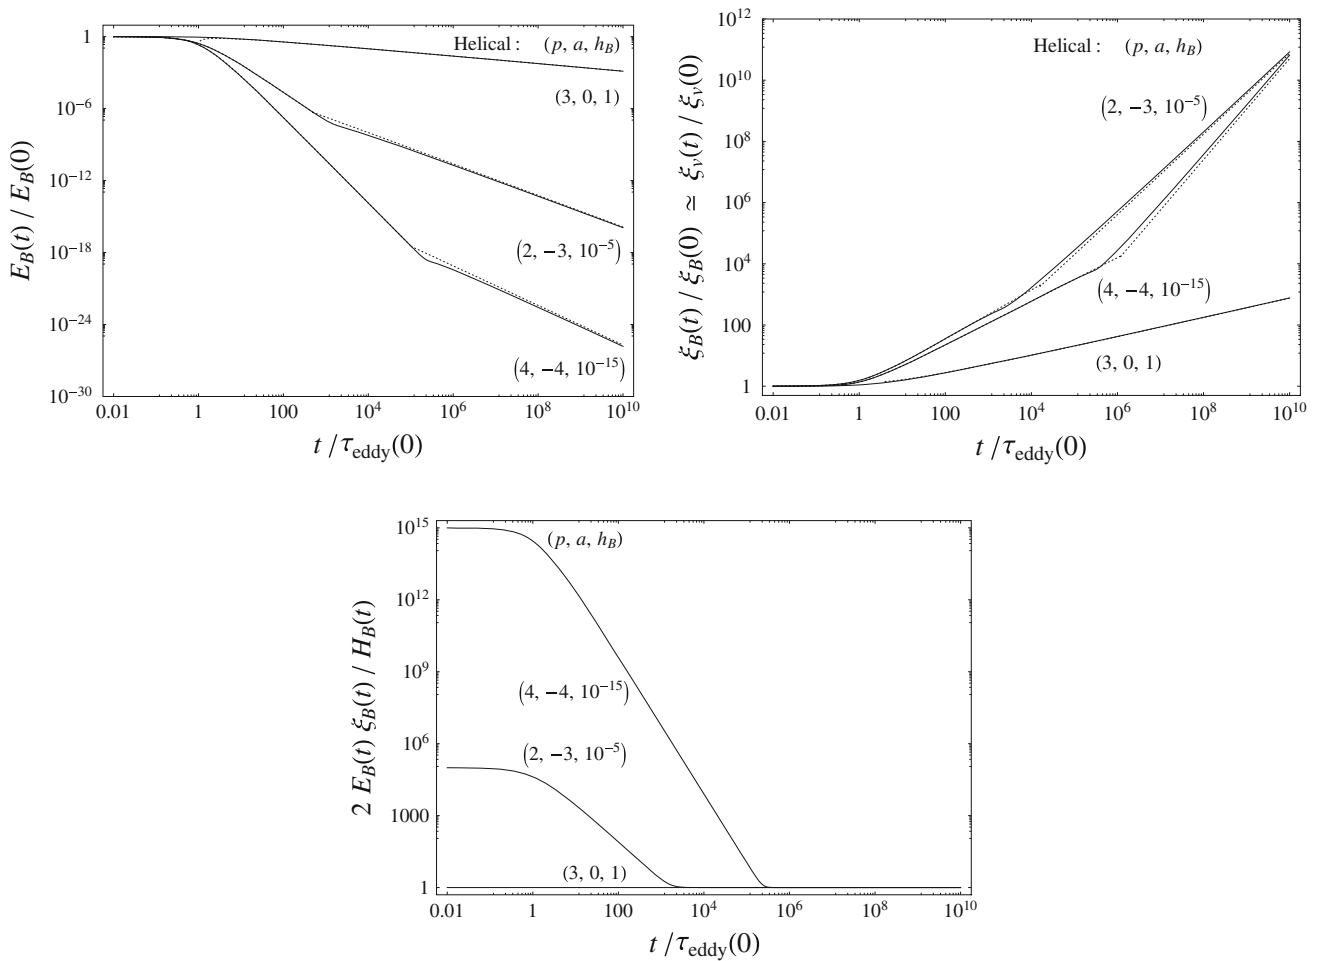 Helical : (p, a, h_B)
(3, 0, 1)
(2, −3, 10^−5)
(4, −4, 10^−15)
E_B(t) / E_B(0)
1
10^−6
10^−12
10^−18
10^−24
10^−30
0.01 1 100 10^4 10^6 10^8 10^10
t / τ_eddy(0)
Helical : (p, a, h_B)
(2, −3, 10^−5)
(4, −4, 10^−15)
(3, 0, 1)
ξ_B(t) / ξ_B(0) ≃ ξ_v(t) / ξ_v(0)
10^12
10^10
10^8
10^6
10^4
100
1
0.01 1 100 10^4 10^6 10^8 10^10
t / τ_eddy(0)
(p, a, h_B)
(4, −4, 10^−15)
(2, −3, 10^−5)
(3, 0, 1)
2 E_B(t) ξ_B(t) / H_B(t)
10^15
10^12
10^9
10^6
1000
1
0.01 1 100 10^4 10^6 10^8 10^10
t / τ_eddy(0)